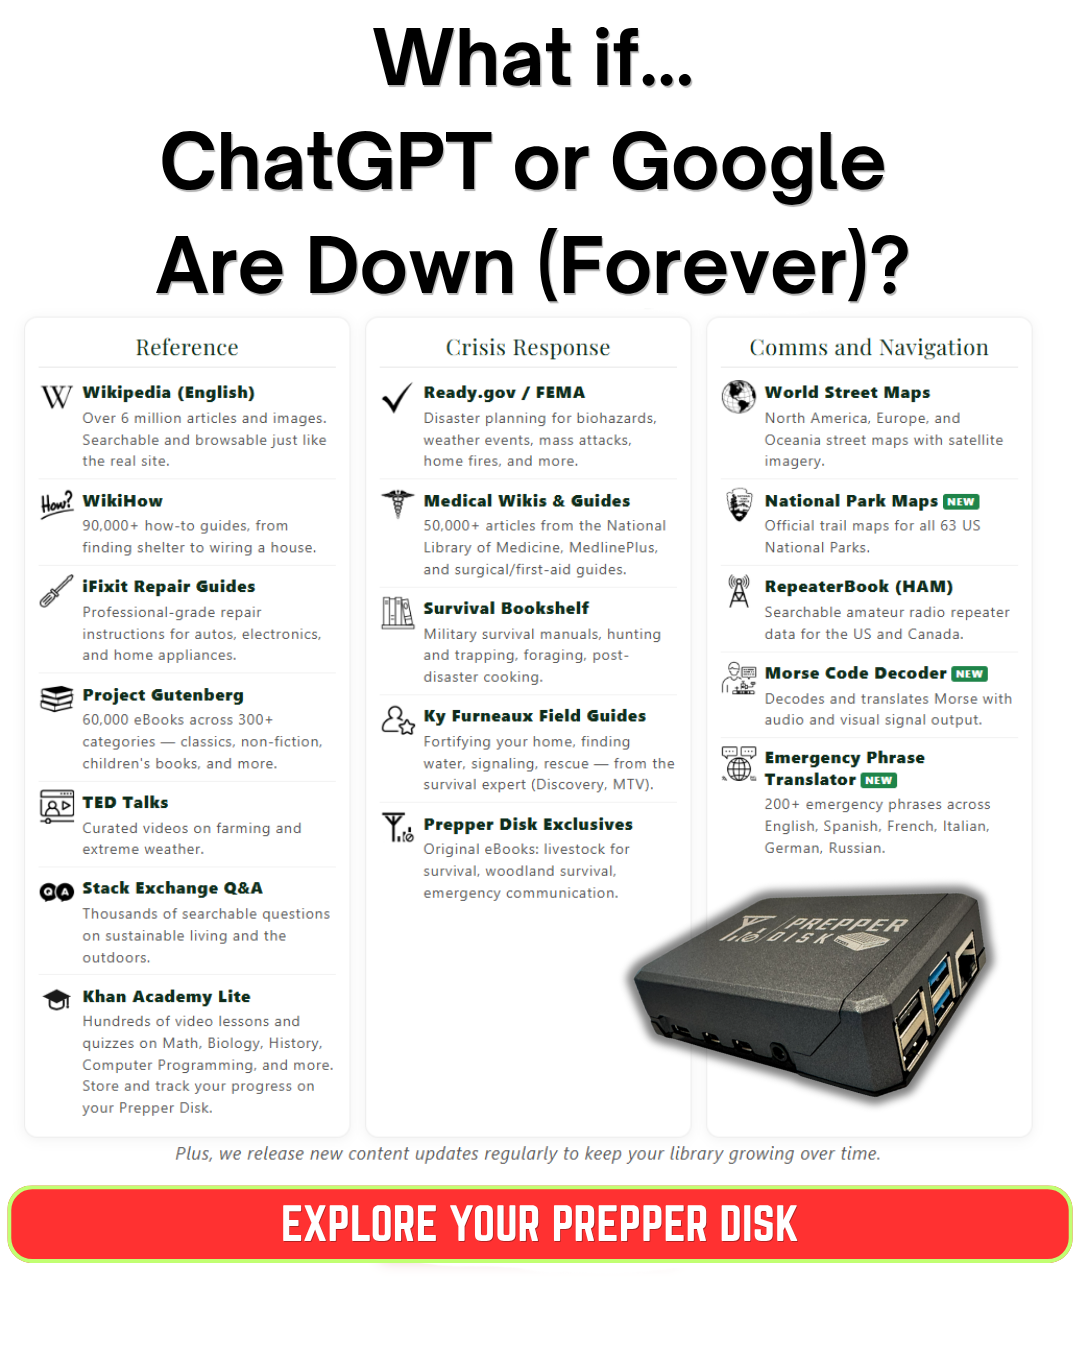 What if...
ChatGPT or Google
Are Down (Forever)?
Reference
W Wikipedia (English)
Over 6 million articles and images.
Searchable and browsable just like
the real site.
How? WikiHow
90,000+ how-to guides, from
finding shelter to wiring a house.
iFixit Repair Guides
Professional-grade repair
instructions for autos, electronics,
and home appliances.
Project Gutenberg
60,000 eBooks across 300+
categories — classics, non-fiction,
children's books, and more.
TED Talks
Curated videos on farming and
extreme weather.
QA Stack Exchange Q&A
Thousands of searchable questions
on sustainable living and the
outdoors.
Khan Academy Lite
Hundreds of video lessons and
quizzes on Math, Biology, History,
Computer Programming, and more.
Store and track your progress on
your Prepper Disk.
Crisis Response
Ready.gov / FEMA
Disaster planning for biohazards,
weather events, mass attacks,
home fires, and more.
Medical Wikis & Guides
50,000+ articles from the National
Library of Medicine, MedlinePlus,
and surgical/first-aid guides.
Survival Bookshelf
Military survival manuals, hunting
and trapping, foraging, post-
disaster cooking.
Ky Furneaux Field Guides
Fortifying your home, finding
water, signaling, rescue — from the
survival expert (Discovery, MTV).
Prepper Disk Exclusives
Original eBooks: livestock for
survival, woodland survival,
emergency communication.
Comms and Navigation
World Street Maps
North America, Europe, and
Oceania street maps with satellite
imagery.
National Park Maps NEW
Official trail maps for all 63 US
National Parks.
RepeaterBook (HAM)
Searchable amateur radio repeater
data for the US and Canada.
Morse Code Decoder NEW
Decodes and translates Morse with
audio and visual signal output.
Emergency Phrase
Translator NEW
200+ emergency phrases across
English, Spanish, French, Italian,
German, Russian.
PREPPER
DISK
Plus, we release new content updates regularly to keep your library growing over time.
EXPLORE YOUR PREPPER DISK